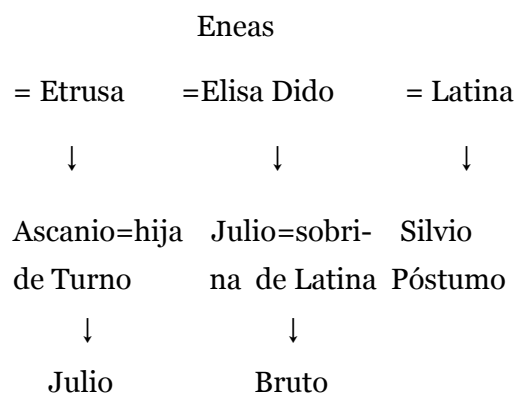 Eneas
= Etrusa =Elisa Dido = Latina
↓ ↓ ↓
Ascanio=hija Julio=sobri- Silvio
de Turno na de Latina Póstumo
↓ ↓
Julio Bruto